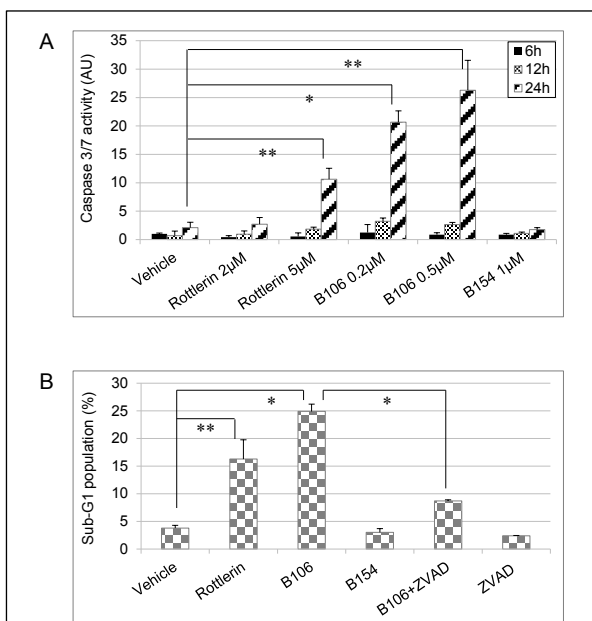 A
Caspase 3/7 activity (AU)
35
30
25
20
15
10
5
0
**
*
**
6h
12h
24h
Vehicle
Rottlerin 2µM
Rottlerin 5µM
B106 0.2µM
B106 0.5µM
B154 1µM
B
Sub-G1 population (%)
30
25
20
15
10
5
0
**
*
*
Vehicle
Rottlerin
B106
B154
B106+ZVAD
ZVAD